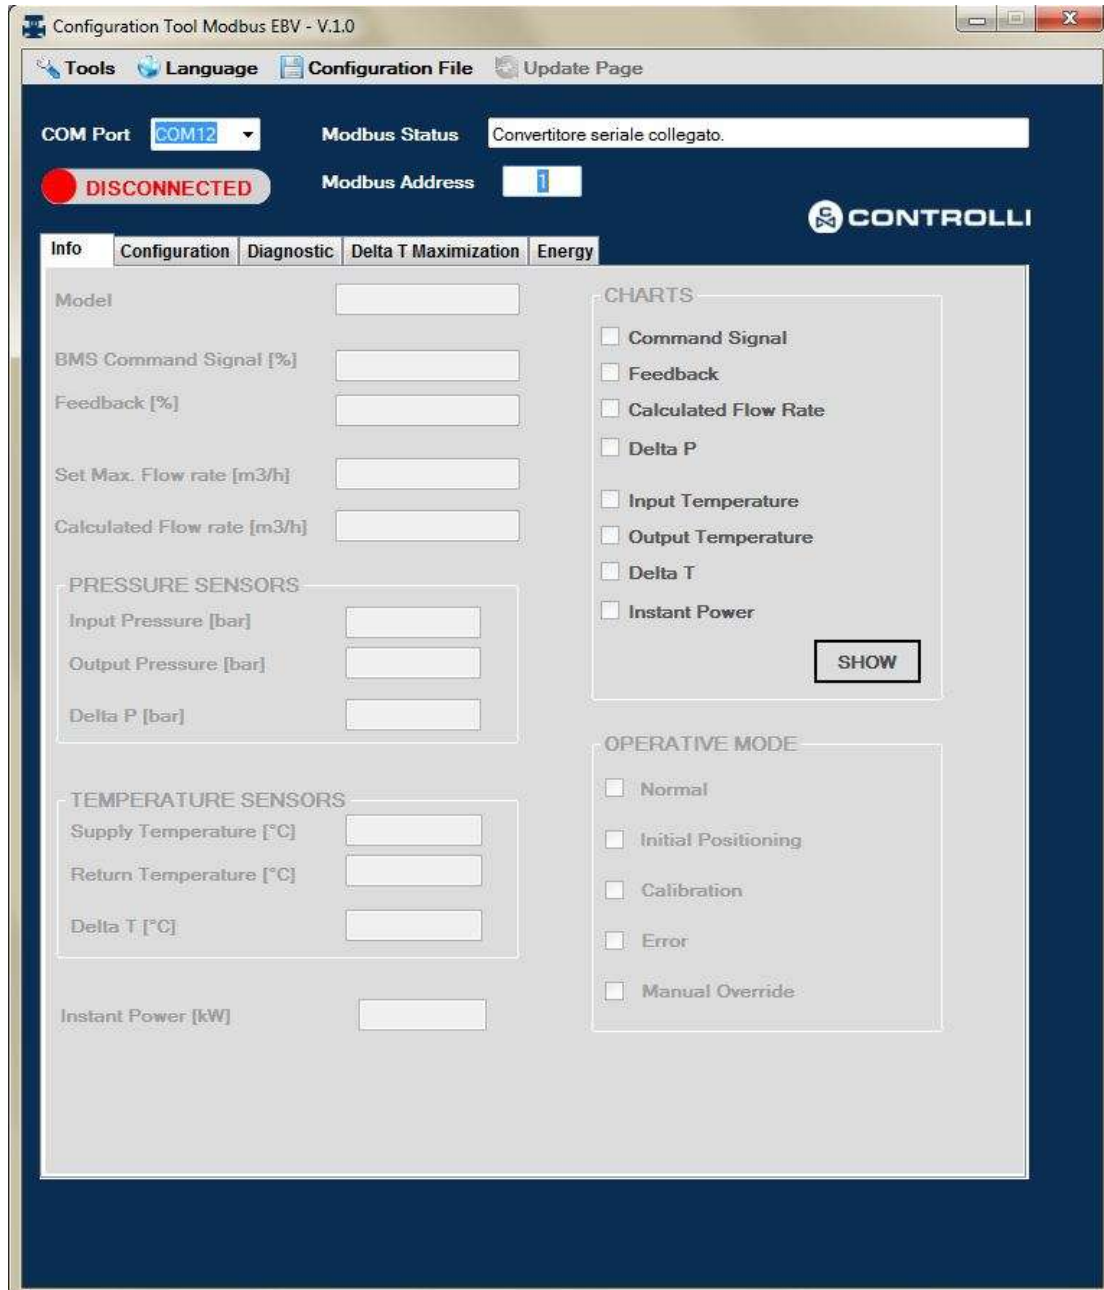 Configuration Tool Modbus EBV - V.1.0
Tools Language Configuration File Update Page
COM Port COM12 Modbus Status Convertitore seriale collegato.
DISCONNECTED Modbus Address 1
CONTROLLI
Info Configuration Diagnostic Delta T Maximization Energy
Model
BMS Command Signal [%]
Feedback [%]
Set Max. Flow rate [m3/h]
Calculated Flow rate [m3/h]
PRESSURE SENSORS
Input Pressure [bar]
Output Pressure [bar]
Delta P [bar]
TEMPERATURE SENSORS
Supply Temperature [°C]
Return Temperature [°C]
Delta T [°C]
Instant Power [kW]
CHARTS
Command Signal
Feedback
Calculated Flow Rate
Delta P
Input Temperature
Output Temperature
Delta T
Instant Power
SHOW
OPERATIVE MODE
Normal
Initial Positioning
Calibration
Error
Manual Override